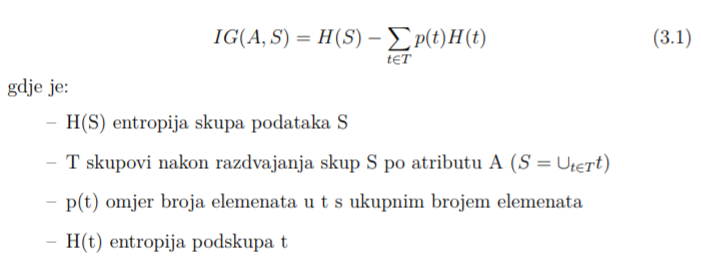 IG(A, S) = H(S) − ∑_{t∈T} p(t)H(t) (3.1)
gdje je:
– H(S) entropija skupa podataka S
– T skupovi nakon razdvajanja skup S po atributu A (S = ∪_{t∈T} t)
– p(t) omjer broja elemenata u t s ukupnim brojem elemenata
– H(t) entropija podskupa t